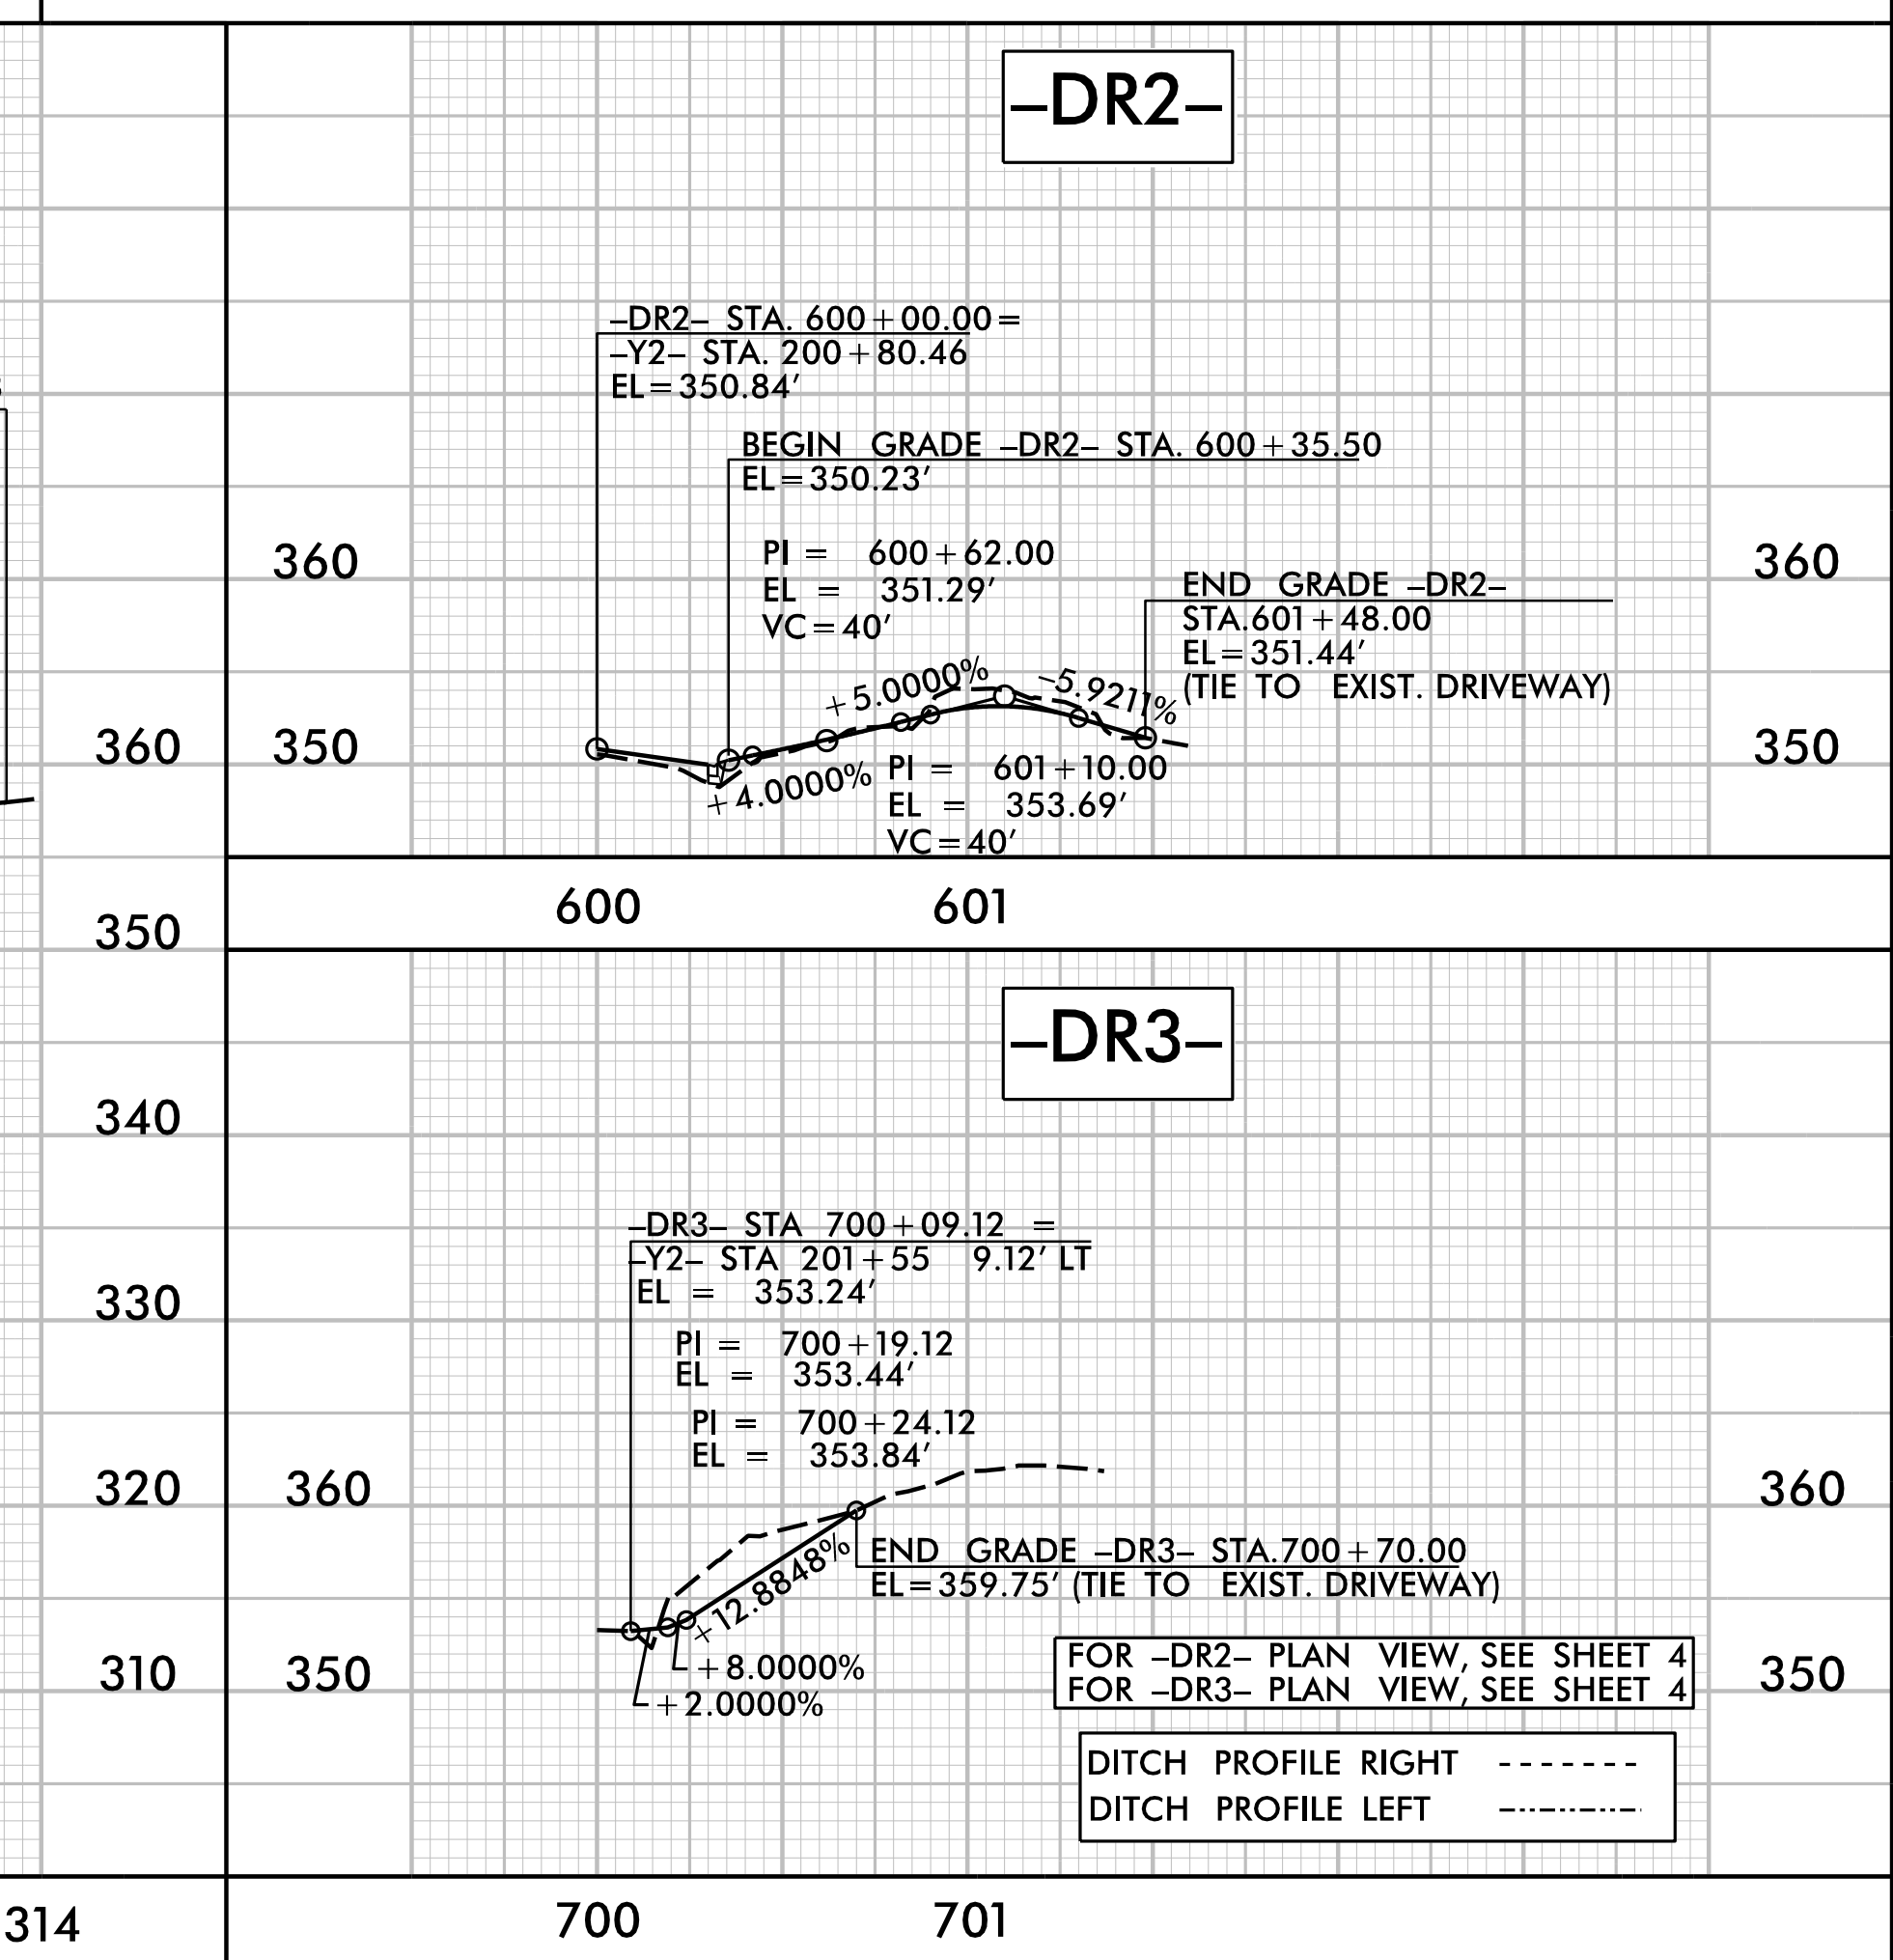 –DR2–
–DR2– STA. 600+00.00=
–Y2– STA. 200+80.46
EL=350.84'
BEGIN GRADE –DR2– STA. 600+35.50
EL=350.23'
PI = 600+62.00
EL = 351.29'
VC=40'
END GRADE –DR2–
STA.601+48.00
EL=351.44'
(TIE TO EXIST. DRIVEWAY)
+5.0000%
–5.9211%
+4.0000%
PI = 601+10.00
EL = 353.69'
VC=40'
360
360
360
350
350
600
601
350
–DR3–
340
–DR3– STA 700+09.12 =
–Y2– STA 201+55 9.12' LT
EL = 353.24'
330
PI = 700+19.12
EL = 353.44'
PI = 700+24.12
EL = 353.84'
320
360
360
+12.8848%
END GRADE –DR3– STA.700+70.00
EL=359.75' (TIE TO EXIST. DRIVEWAY)
+8.0000%
+2.0000%
310
350
350
FOR –DR2– PLAN VIEW, SEE SHEET 4
FOR –DR3– PLAN VIEW, SEE SHEET 4
DITCH PROFILE RIGHT
DITCH PROFILE LEFT
314
700
701